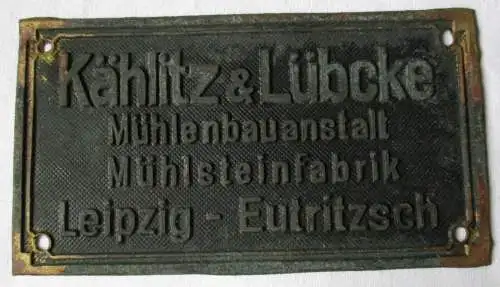 Kählitz & Lübcke
Mühlenbauanstalt
Mühlsteinfabrik
Leipzig - Eutritzsch